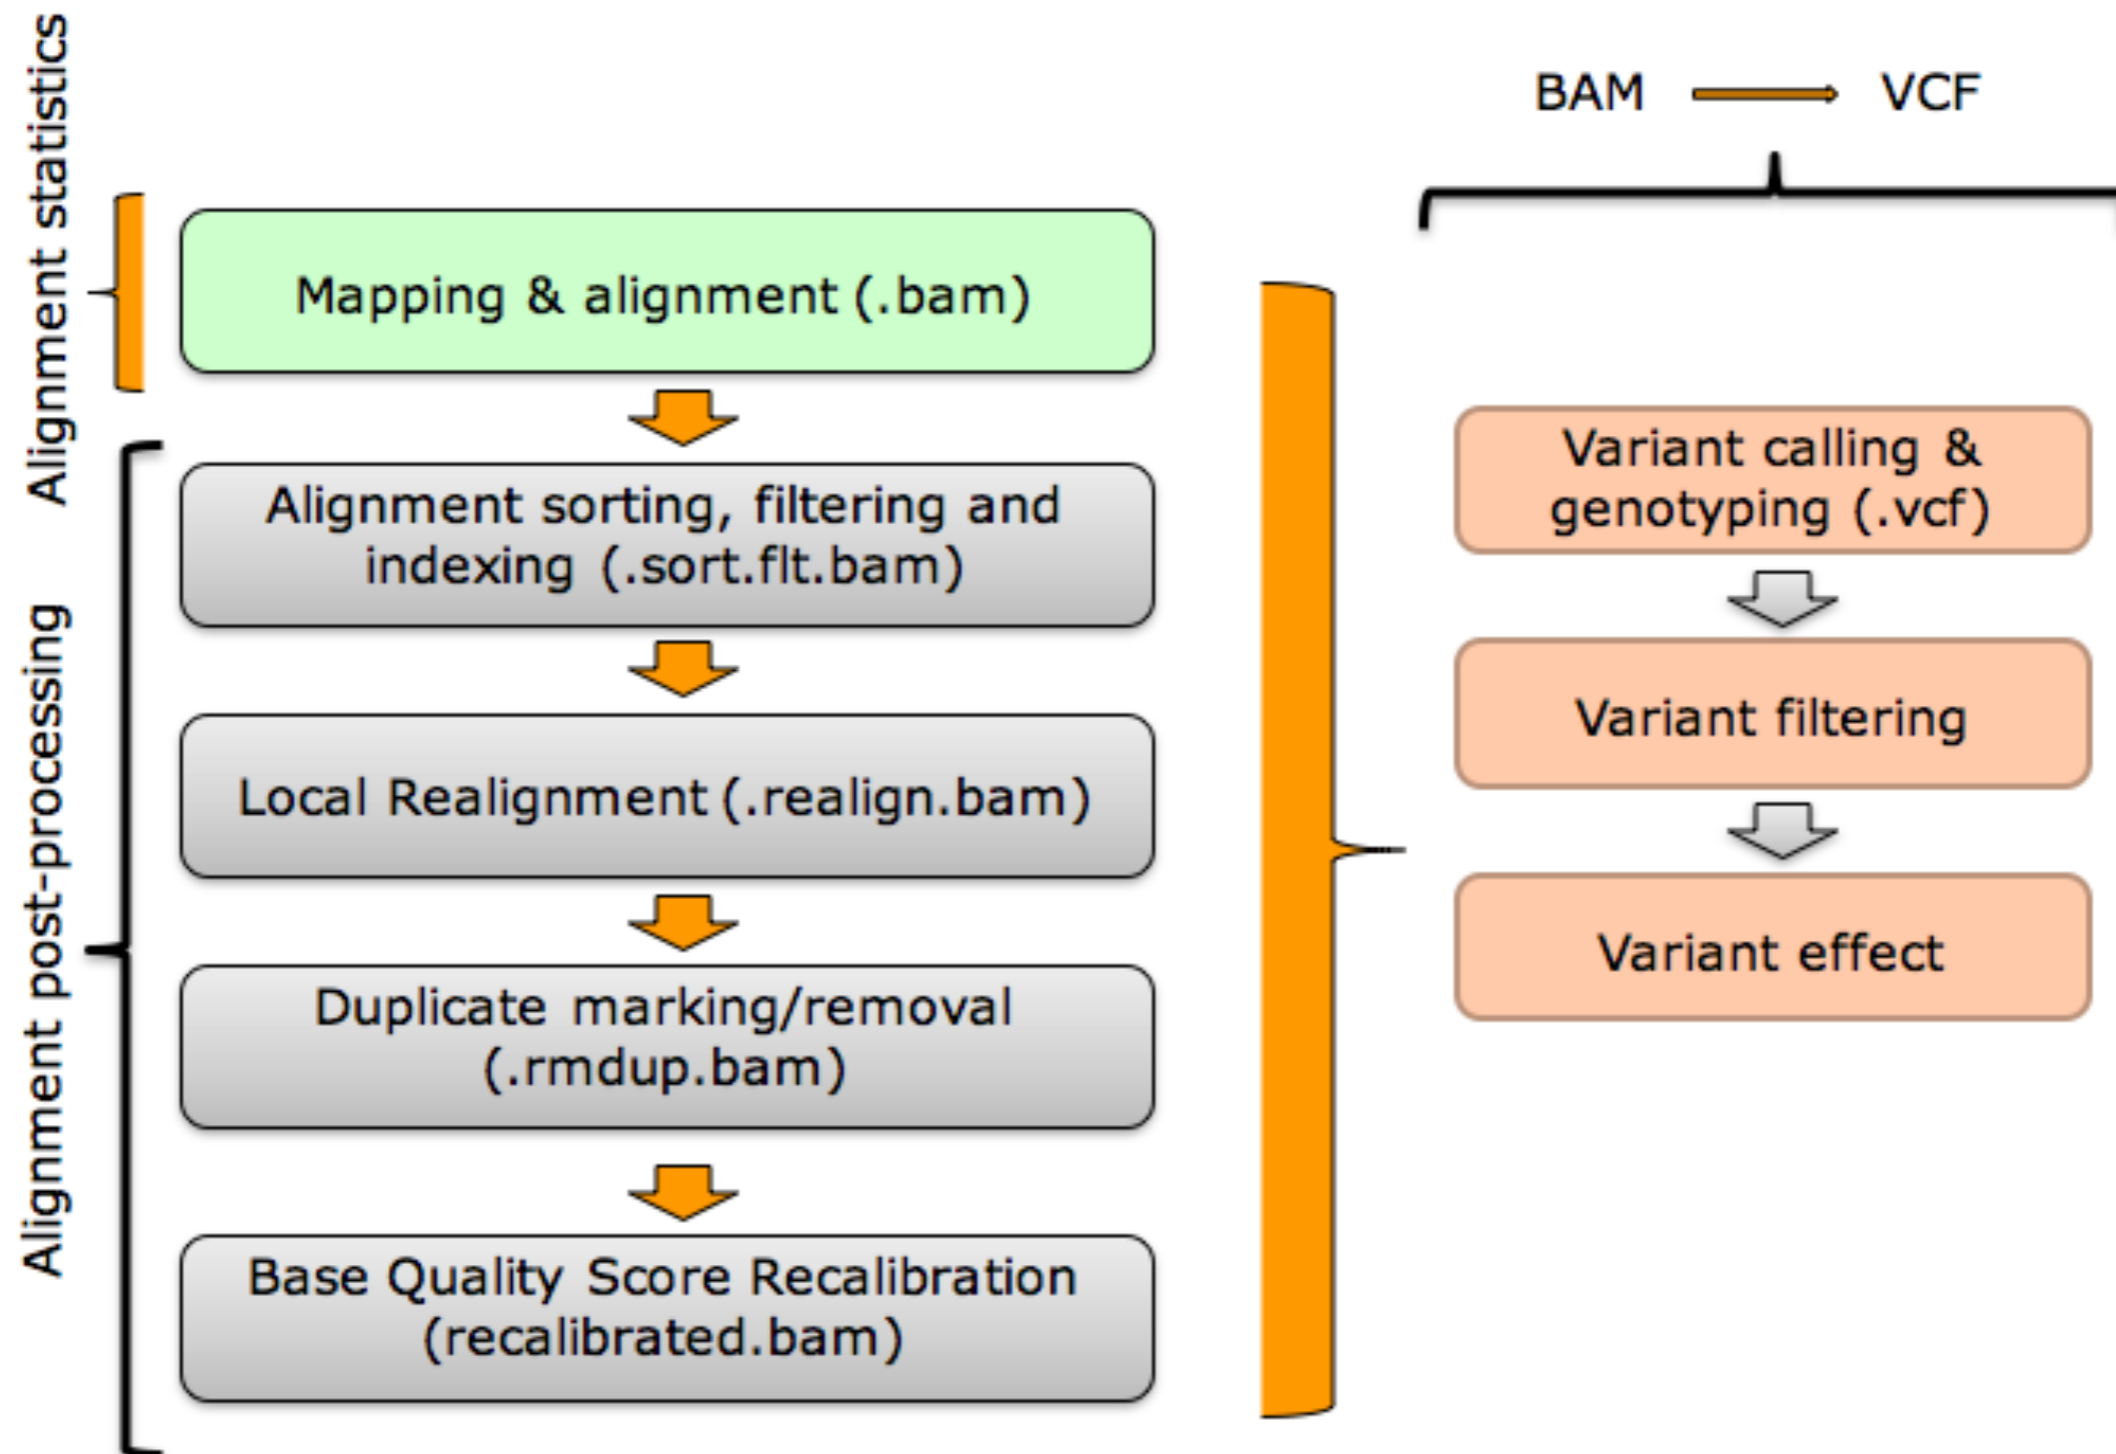 Alignment statistics
Mapping & alignment (.bam)
Alignment post-processing
Alignment sorting, filtering and
indexing (.sort.flt.bam)
Local Realignment (.realign.bam)
Duplicate marking/removal
(.rmdup.bam)
Base Quality Score Recalibration
(recalibrated.bam)
BAM VCF
Variant calling &
genotyping (.vcf)
Variant filtering
Variant effect